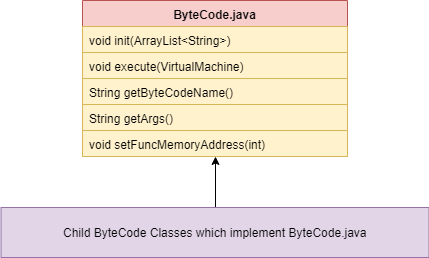 ByteCode.java
void init(ArrayList<String>)
void execute(VirtualMachine)
String getByteCodeName()
String getArgs()
void setFuncMemoryAddress(int)
Child ByteCode Classes which implement ByteCode.java